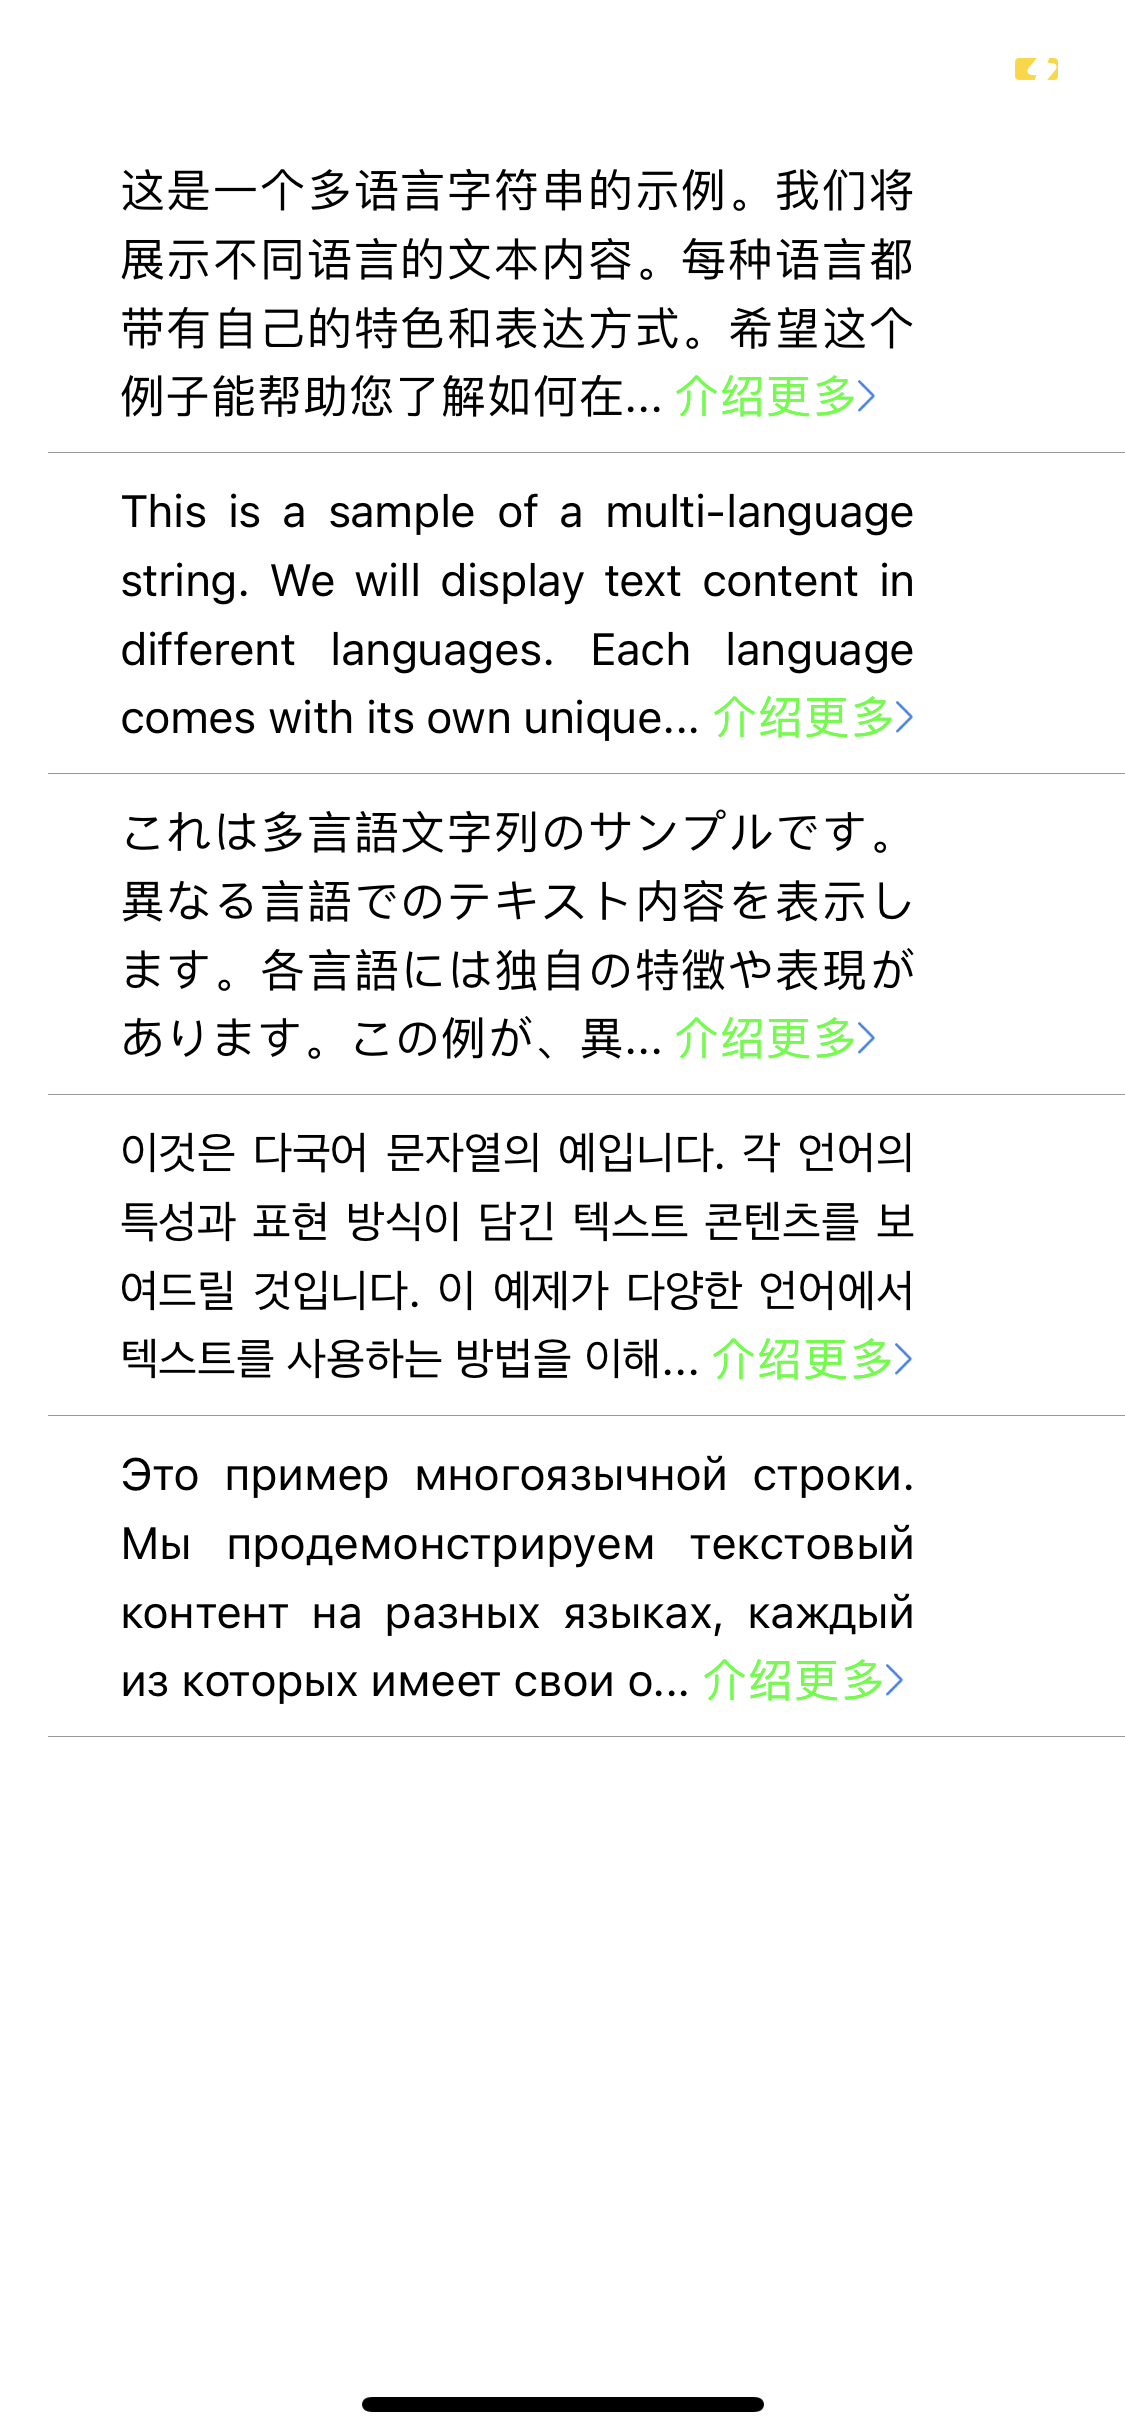 这是一个多语言字符串的示例。我们将
展示不同语言的文本内容。每种语言都
带有自己的特色和表达方式。希望这个
例子能帮助您了解如何在... 介绍更多
This is a sample of a multi-language
string. We will display text content in
different languages. Each language
comes with its own unique... 介绍更多
これは多言語文字列のサンプルです。
異なる言語でのテキスト内容を表示し
ます。各言語には独自の特徴や表現が
あります。この例が、異... 介绍更多
이것은 다국어 문자열의 예입니다. 각 언어의
특성과 표현 방식이 담긴 텍스트 콘텐츠를 보
여드릴 것입니다. 이 예제가 다양한 언어에서
텍스트를 사용하는 방법을 이해... 介绍更多
Это пример многоязычной строки.
Мы продемонстрируем текстовый
контент на разных языках, каждый
из которых имеет свои о... 介绍更多